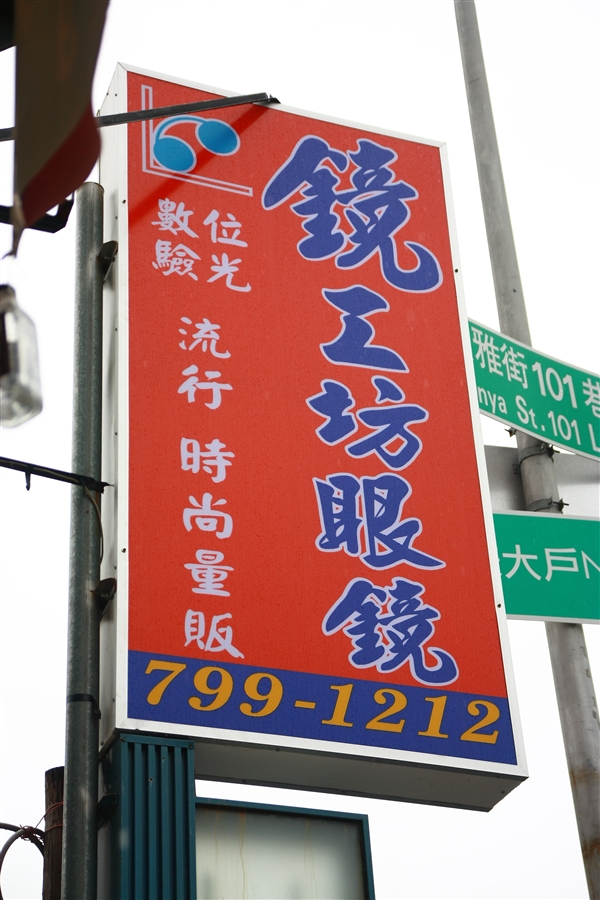 鏡工坊眼鏡
數位
驗光
流行 時尚量販
799-1212
雅街101巷
nya St.101 L
大戶